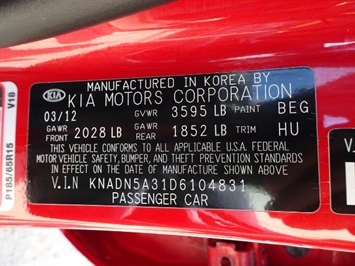 MANUFACTURED IN KOREA BY
KIA KIA MOTORS CORPORATION
03/12 GVWR 3595 LB PAINT BEG
GAWR FRONT 2028 LB GAWR REAR 1852 LB TRIM HU
THIS VEHICLE CONFORMS TO ALL APPLICABLE U.S.A. FEDERAL
MOTOR VEHICLE SAFETY, BUMPER, AND THEFT PREVENTION STANDARDS
IN EFFECT ON THE DATE OF MANUFACTURE SHOWN ABOVE
V.I.N KNADN5A31D6104831
PASSENGER CAR
P185/65R15
V18